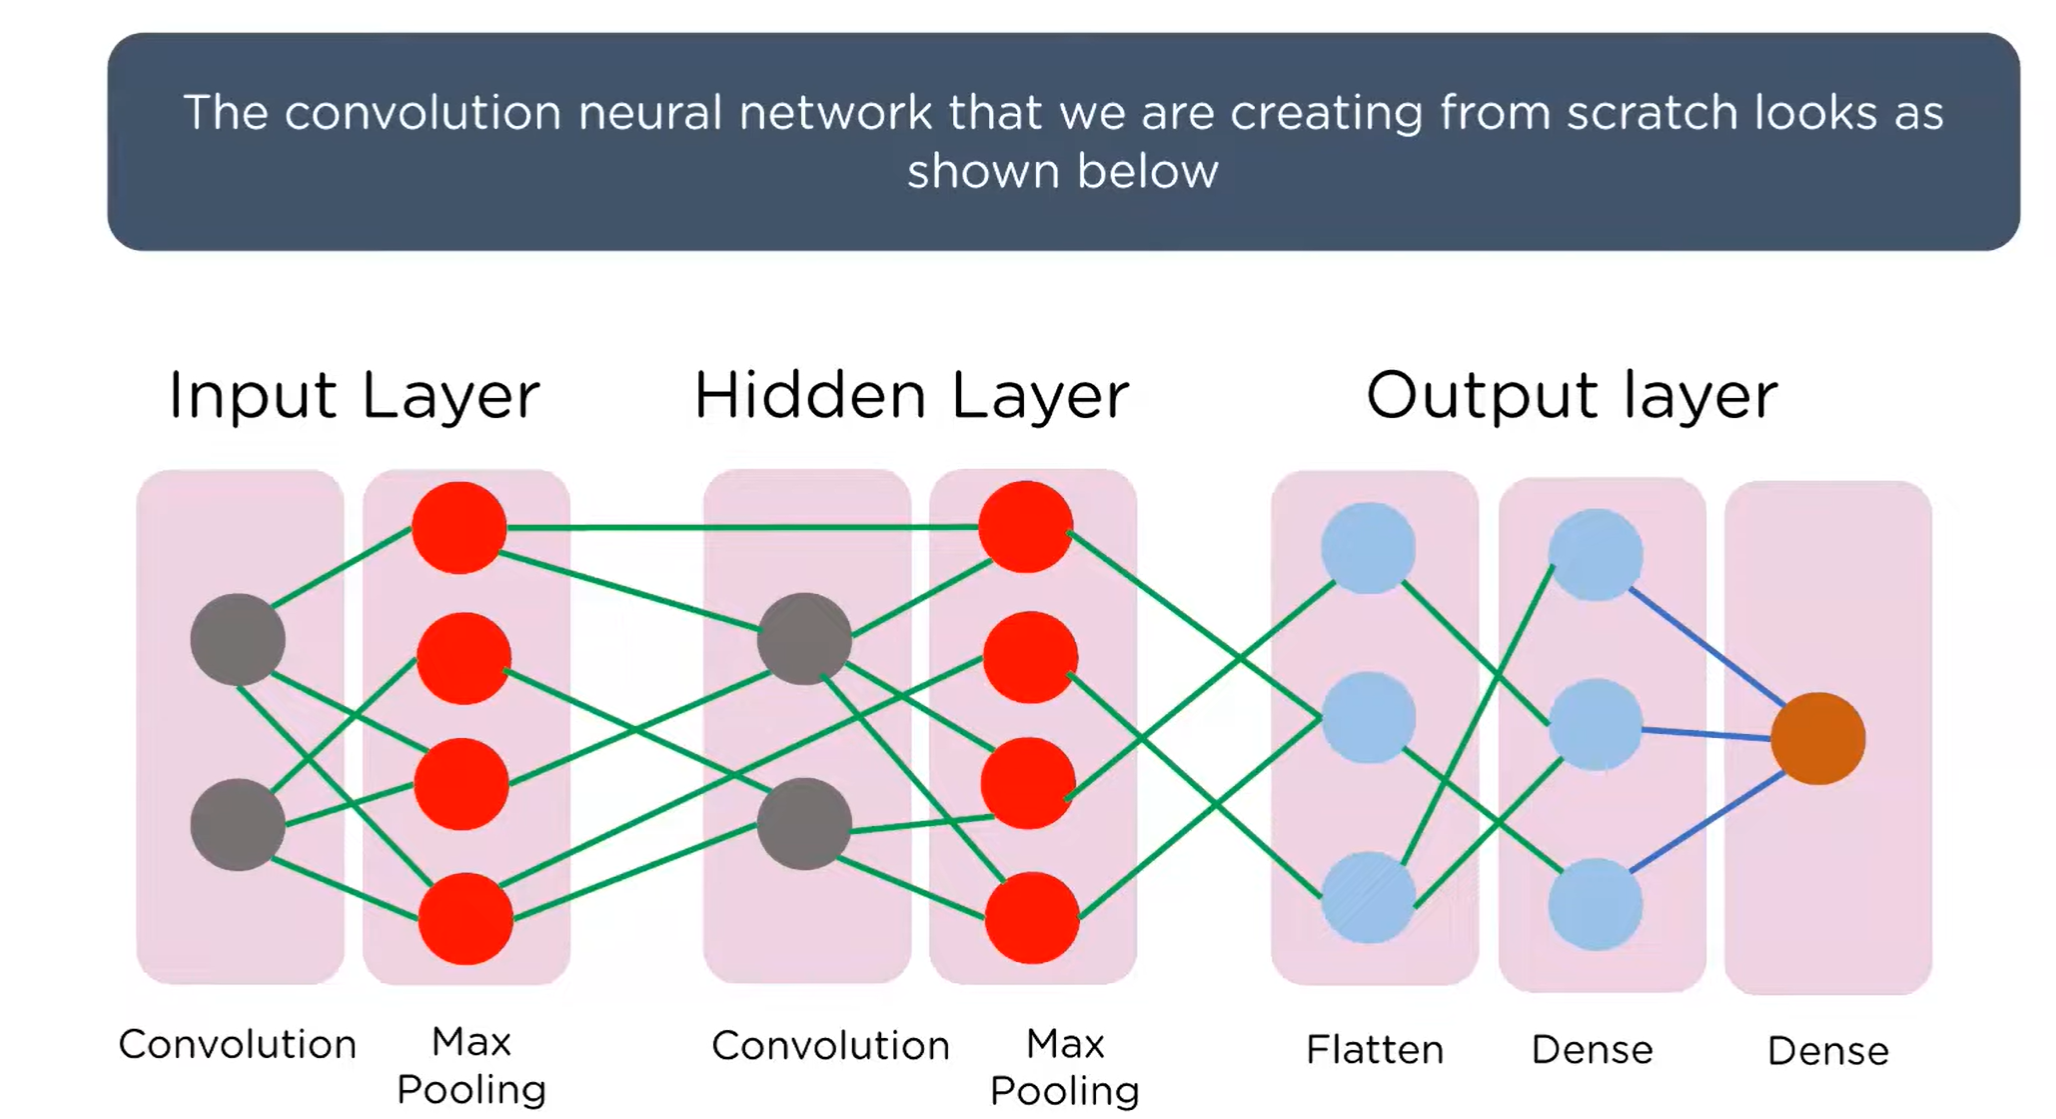 The convolution neural network that we are creating from scratch looks as
shown below
Input Layer
Hidden Layer
Output layer
Convolution
Max
Pooling
Convolution
Max
Pooling
Flatten
Dense
Dense